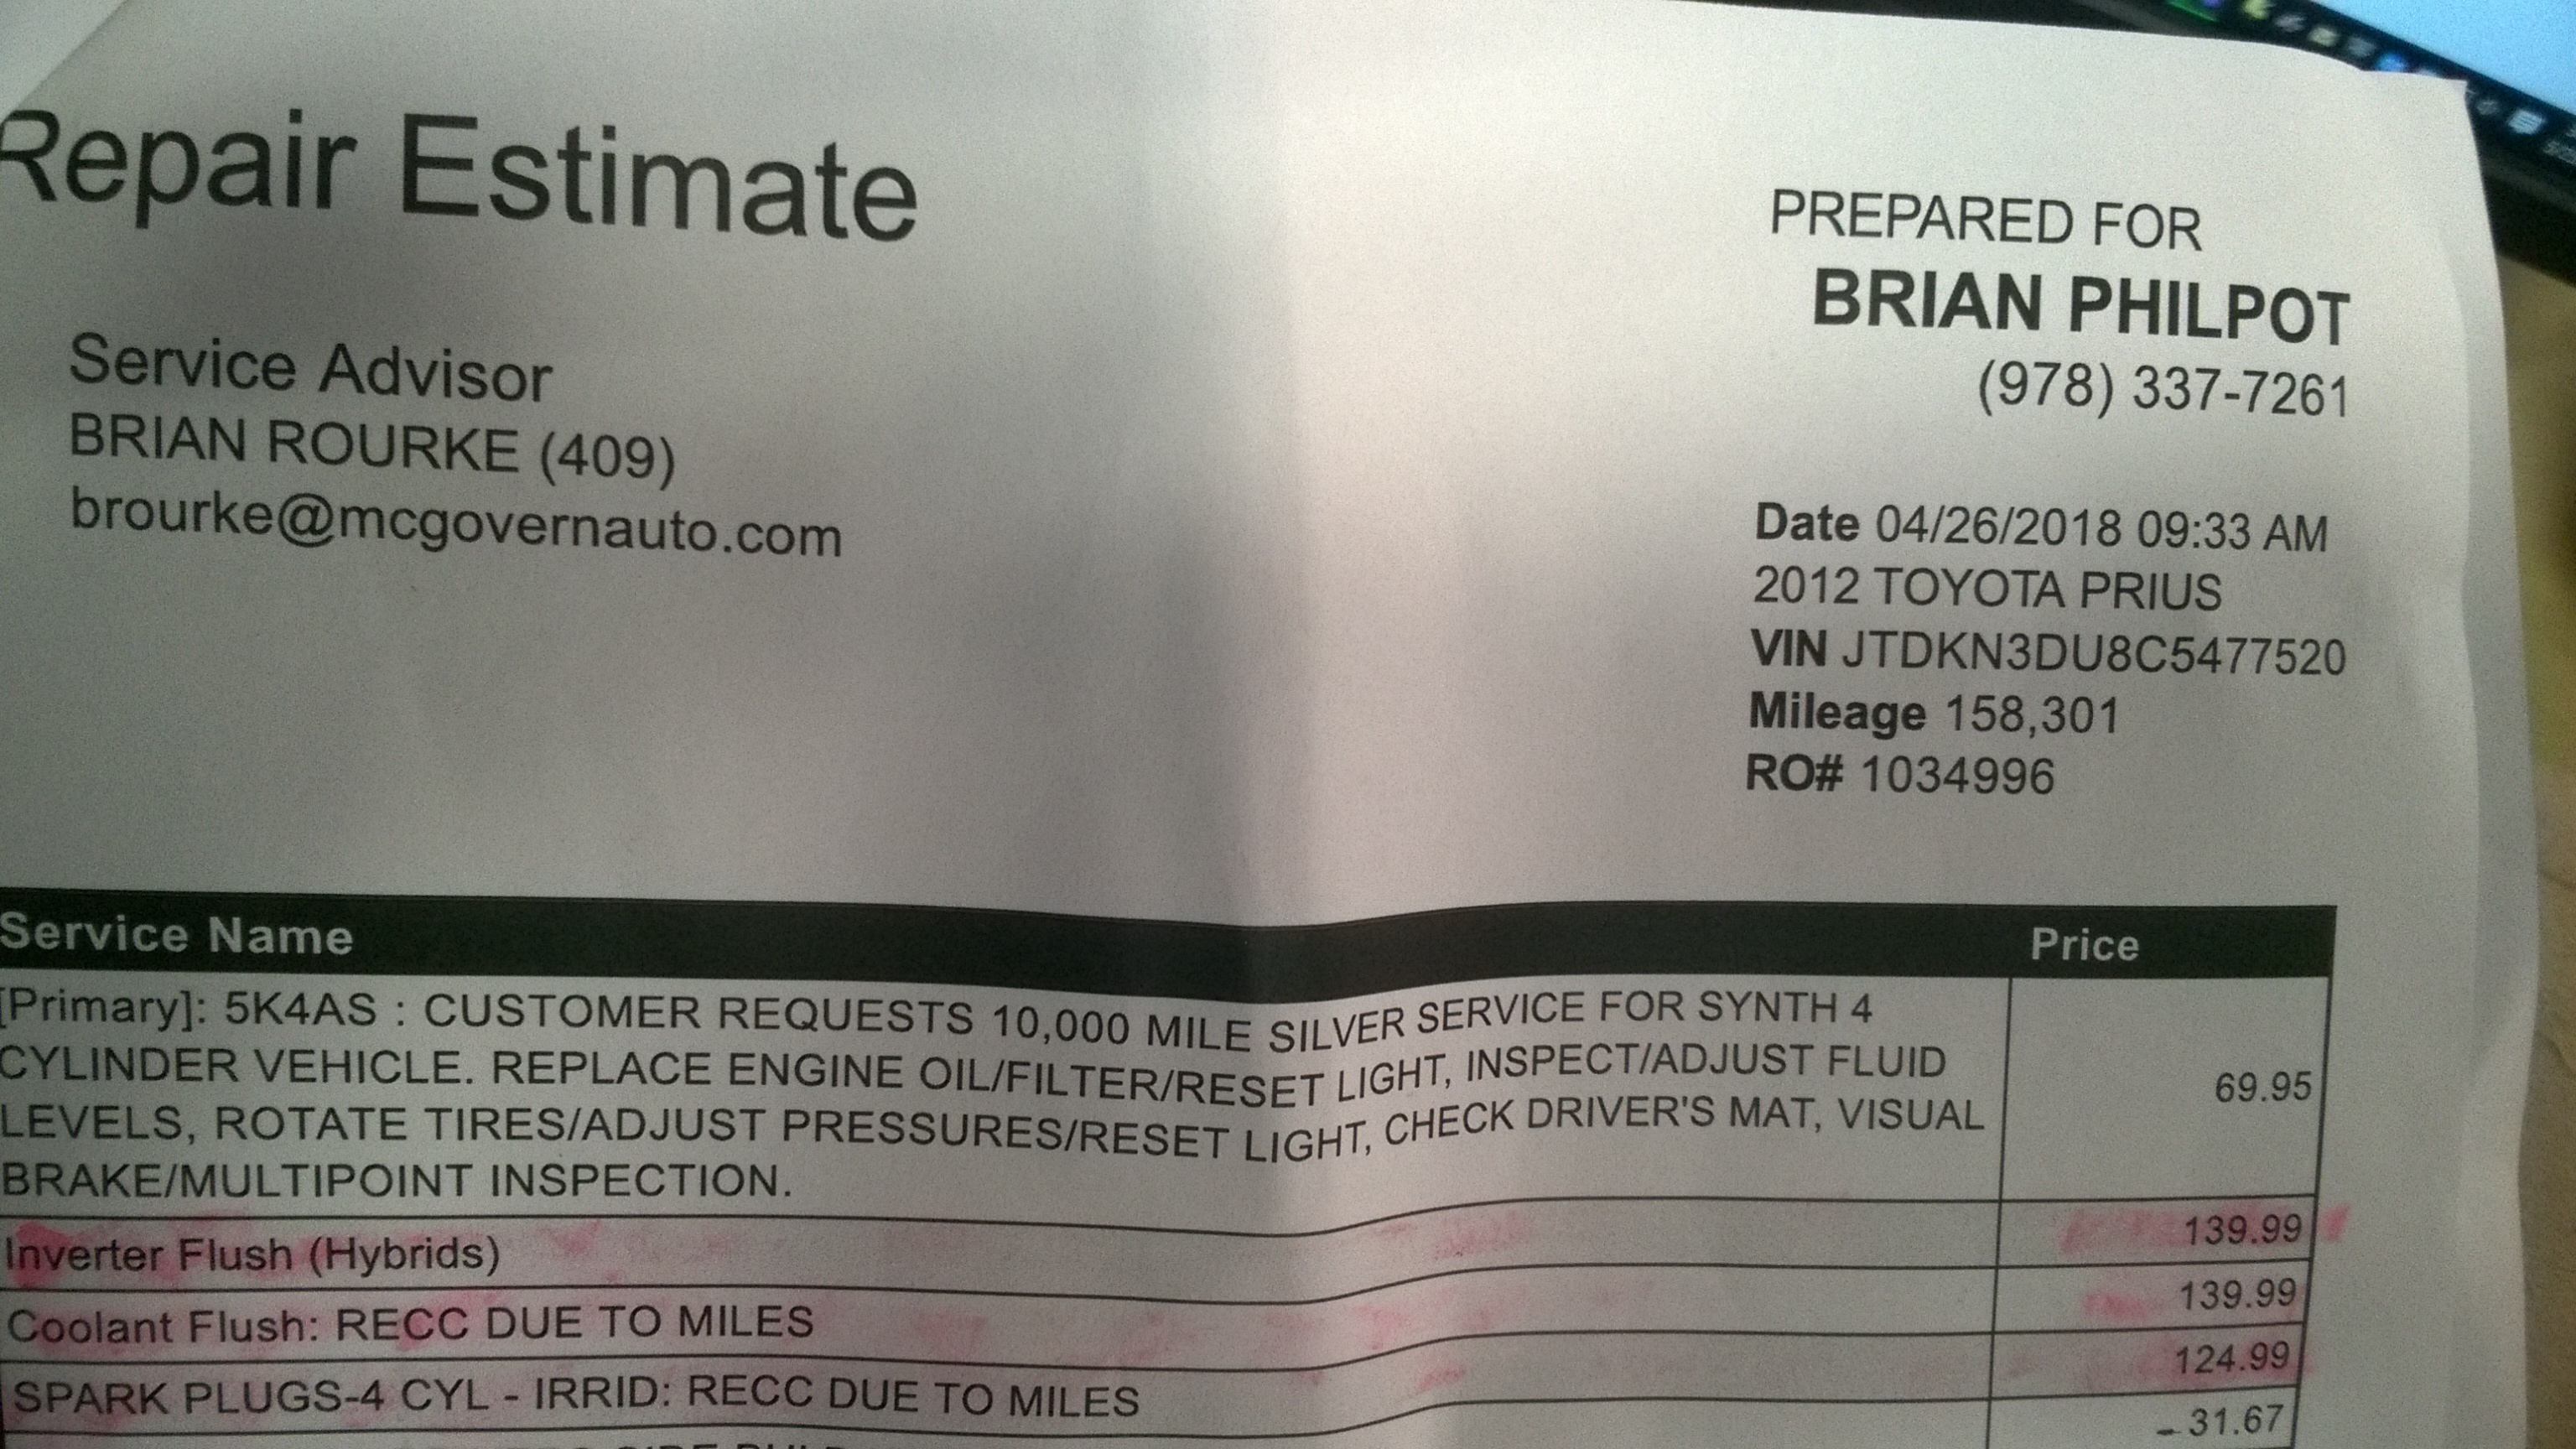 Repair Estimate
Service Advisor
BRIAN ROURKE (409)
brourke@mcgovernauto.com
PREPARED FOR
BRIAN PHILPOT
(978) 337-7261
Date 04/26/2018 09:33 AM
2012 TOYOTA PRIUS
VIN JTDKN3DU8C5477520
Mileage 158,301
RO# 1034996
Service Name Price
[Primary]: 5K4AS : CUSTOMER REQUESTS 10,000 MILE SILVER SERVICE FOR SYNTH 4
CYLINDER VEHICLE. REPLACE ENGINE OIL/FILTER/RESET LIGHT, INSPECT/ADJUST FLUID
LEVELS, ROTATE TIRES/ADJUST PRESSURES/RESET LIGHT, CHECK DRIVER'S MAT, VISUAL
BRAKE/MULTIPOINT INSPECTION.
69.95
Inverter Flush (Hybrids) 139.99
Coolant Flush: RECC DUE TO MILES 139.99
SPARK PLUGS-4 CYL - IRRID: RECC DUE TO MILES 124.99
31.67